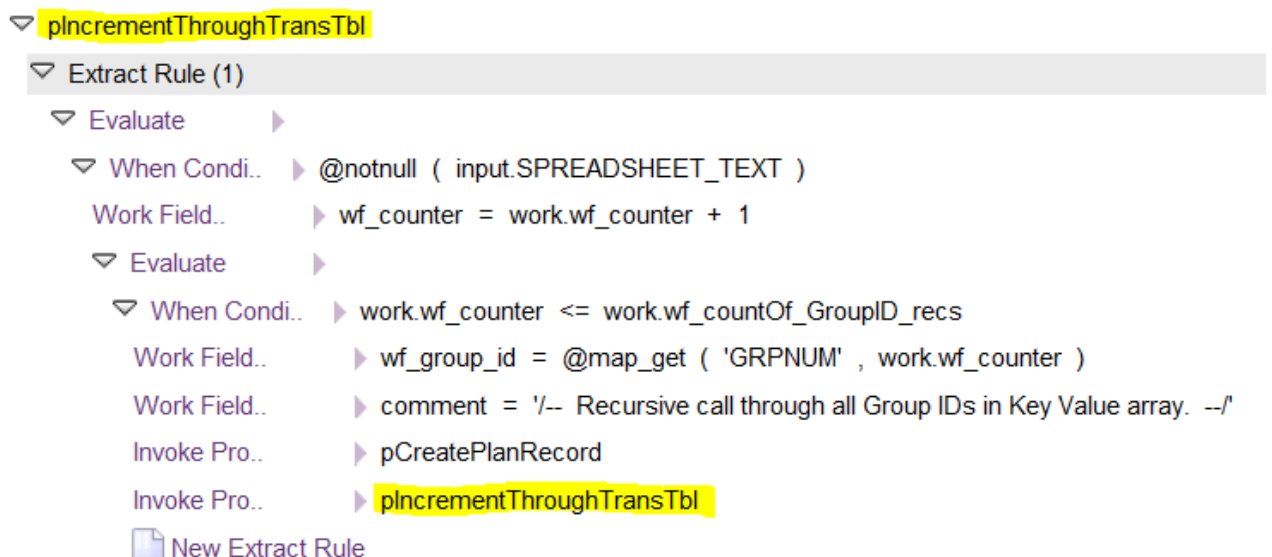 pIncrementThroughTransTbl
Extract Rule (1)
Evaluate
When Condi.. @notnull ( input.SPREADSHEET_TEXT )
Work Field.. wf_counter = work.wf_counter + 1
Evaluate
When Condi.. work.wf_counter <= work.wf_countOf_GroupID_recs
Work Field.. wf_group_id = @map_get ( 'GRPNUM' , work.wf_counter )
Work Field.. comment = '/-- Recursive call through all Group IDs in Key Value array. --/'
Invoke Pro.. pCreatePlanRecord
Invoke Pro.. pIncrementThroughTransTbl
New Extract Rule